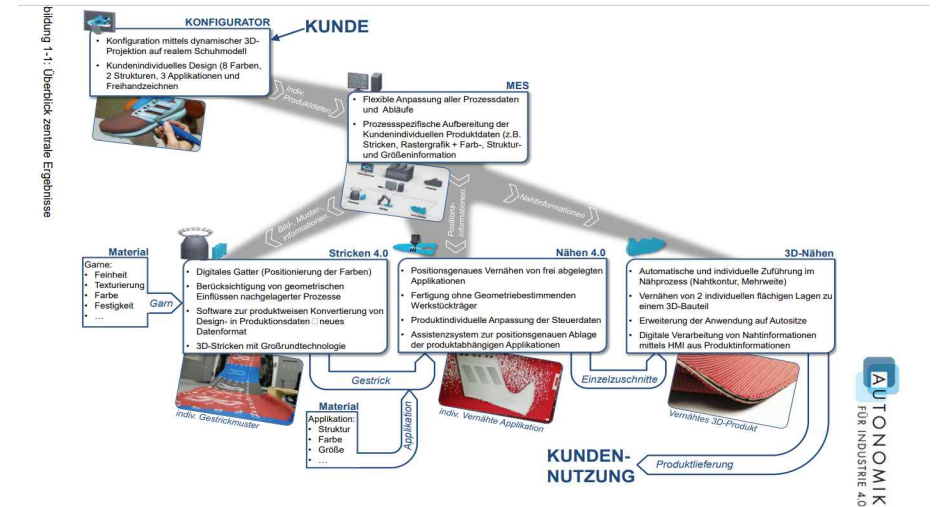 bildung 1-1: Überblick zentrale Ergebnisse
KONFIGURATOR
• Konfiguration mittels dynamischer 3D-
Projektion auf realem Schuhmodell
• Kundenindividuelles Design (8 Farben,
2 Strukturen, 3 Applikationen und
Freihandzeichnen
KUNDE
Indiv.
Produktdaten
MES
• Flexible Anpassung aller Prozessdaten
und Abläufe
• Prozessspezifische Aufbereitung der
Kundenindividuellen Produktdaten (z.B.
Stricken, Rastergrafik + Farb-, Struktur-
und Größeninformation
Bild-, Muster-
informationen
Positions-
informationen
Nahtinformationen
Material
Garne:
• Feinheit
• Texturierung
• Farbe
• Festigkeit
• …
Garn
Stricken 4.0
• Digitales Gatter (Positionierung der Farben)
• Berücksichtigung von geometrischen
Einflüssen nachgelagerter Prozesse
• Software zur produktweisen Konvertierung von
Design- in Produktionsdaten □ neues
Datenformat
• 3D-Stricken mit Großrundtechnologie
indiv. Gestrickmuster
Gestrick
Material
Applikation:
• Struktur
• Farbe
• Größe
• …
Applikation
Nähen 4.0
• Positionsgenaues Vernähen von frei abgelegten
Applikationen
• Fertigung ohne Geometriebestimmenden
Werkstückträger
• Produktindividuelle Anpassung der Steuerdaten
• Assistenzsystem zur positionsgenauen Ablage
der produktabhängigen Applikationen
indiv. Vernähte Applikation
Einzelzuschnitte
3D-Nähen
• Automatische und individuelle Zuführung im
Nähprozess (Nahtkontur, Mehrweite)
• Vernähen von 2 individuellen flächigen Lagen zu
einem 3D-Bauteil
• Erweiterung der Anwendung auf Autositze
• Digitale Verarbeitung von Nahtinformationen
mittels HMI aus Produktinformationen
Vernähtes 3D-Produkt
Produktlieferung
KUNDEN-
NUTZUNG
AUTONOMIK
FÜR INDUSTRIE 4.0